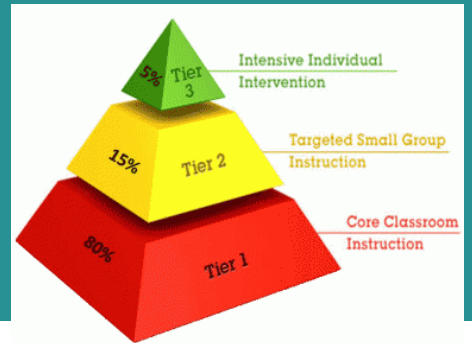 5%
Tier
3
Intensive Individual
Intervention
15%
Tier 2
Targeted Small Group
Instruction
80%
Tier 1
Core Classroom
Instruction